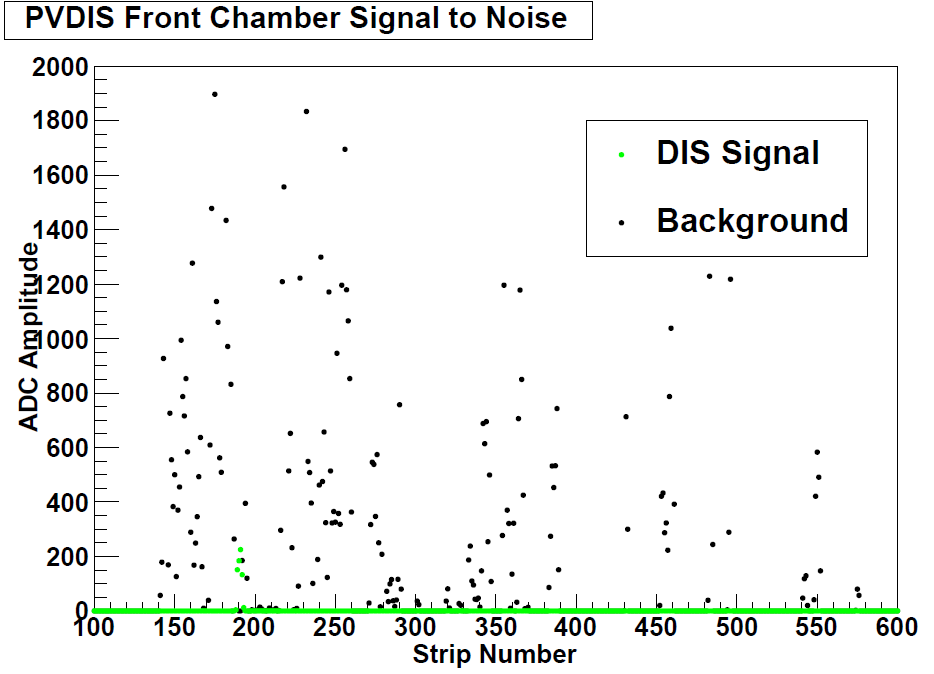 PVDIS Front Chamber Signal to Noise
2000
1800
1600
1400
1200
1000
800
600
400
200
0
ADC Amplitude
DIS Signal
Background
100 150 200 250 300 350 400 450 500 550 600
Strip Number